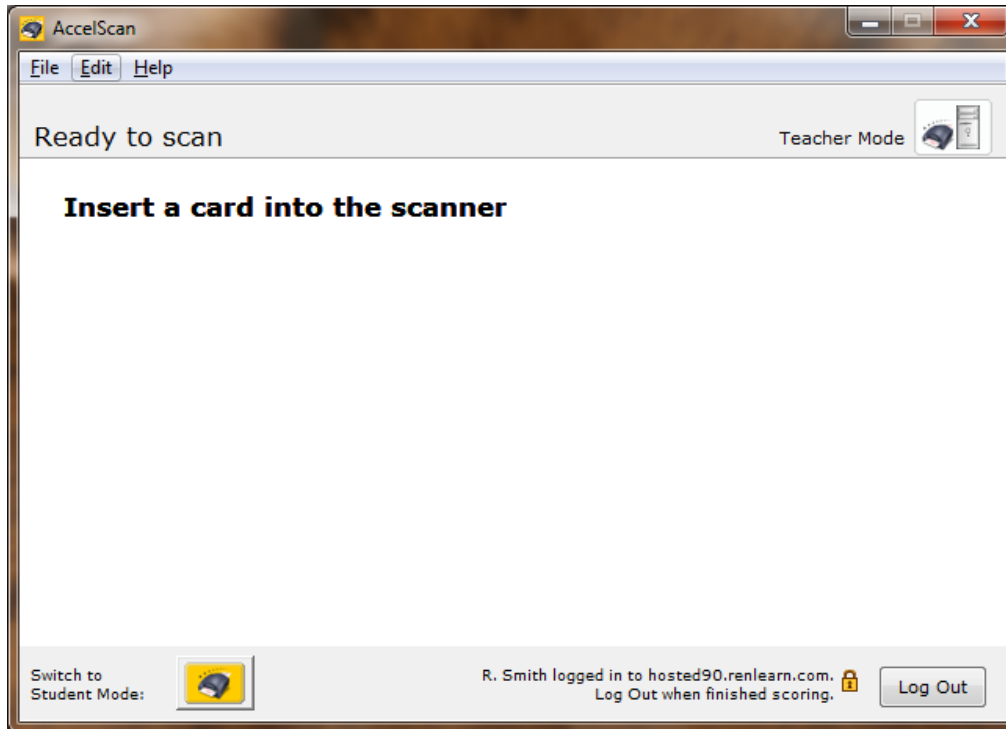 AccelScan
File Edit Help
Ready to scan
Teacher Mode
Insert a card into the scanner
Switch to
Student Mode:
R. Smith logged in to hosted90.renlearn.com.
Log Out when finished scoring.
Log Out